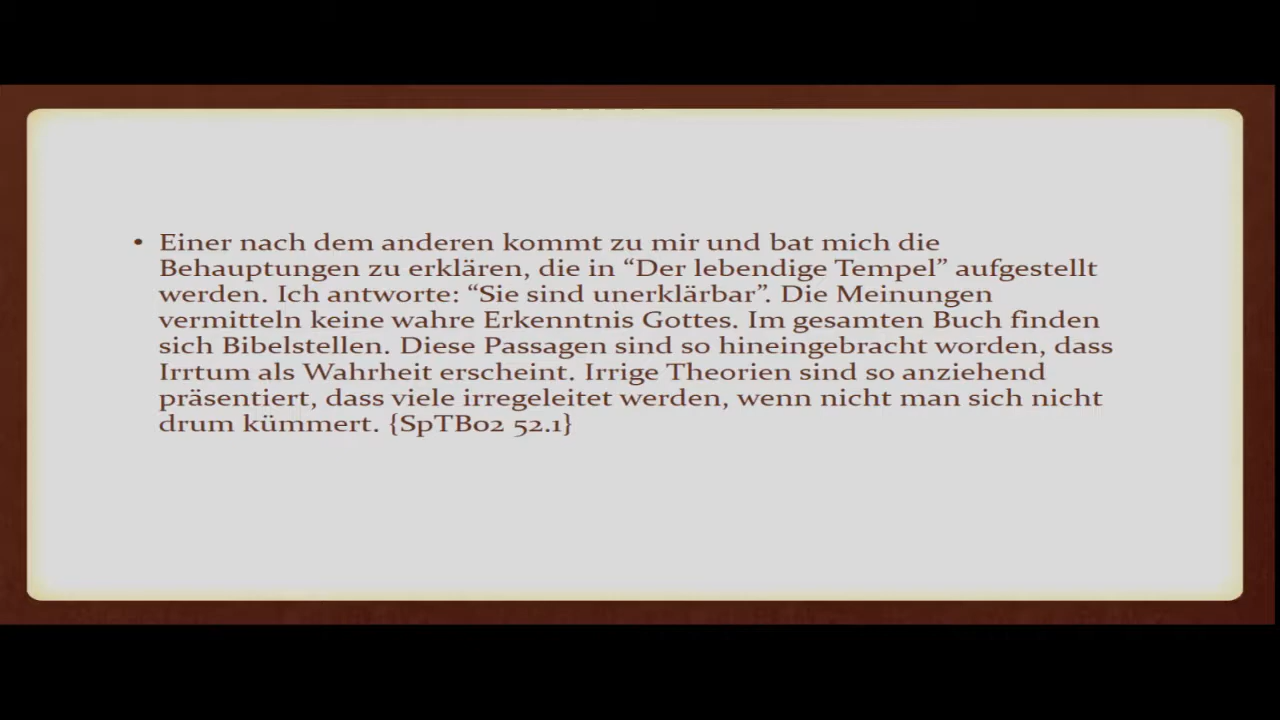 • Einer nach dem anderen kommt zu mir und bat mich die
Behauptungen zu erklären, die in “Der lebendige Tempel” aufgestellt
werden. Ich antworte: “Sie sind unerklärbar”. Die Meinungen
vermitteln keine wahre Erkenntnis Gottes. Im gesamten Buch finden
sich Bibelstellen. Diese Passagen sind so hineingebracht worden, dass
Irrtum als Wahrheit erscheint. Irrige Theorien sind so anziehend
präsentiert, dass viele irregeleitet werden, wenn nicht man sich nicht
drum kümmert. {SpTB02 52.1}